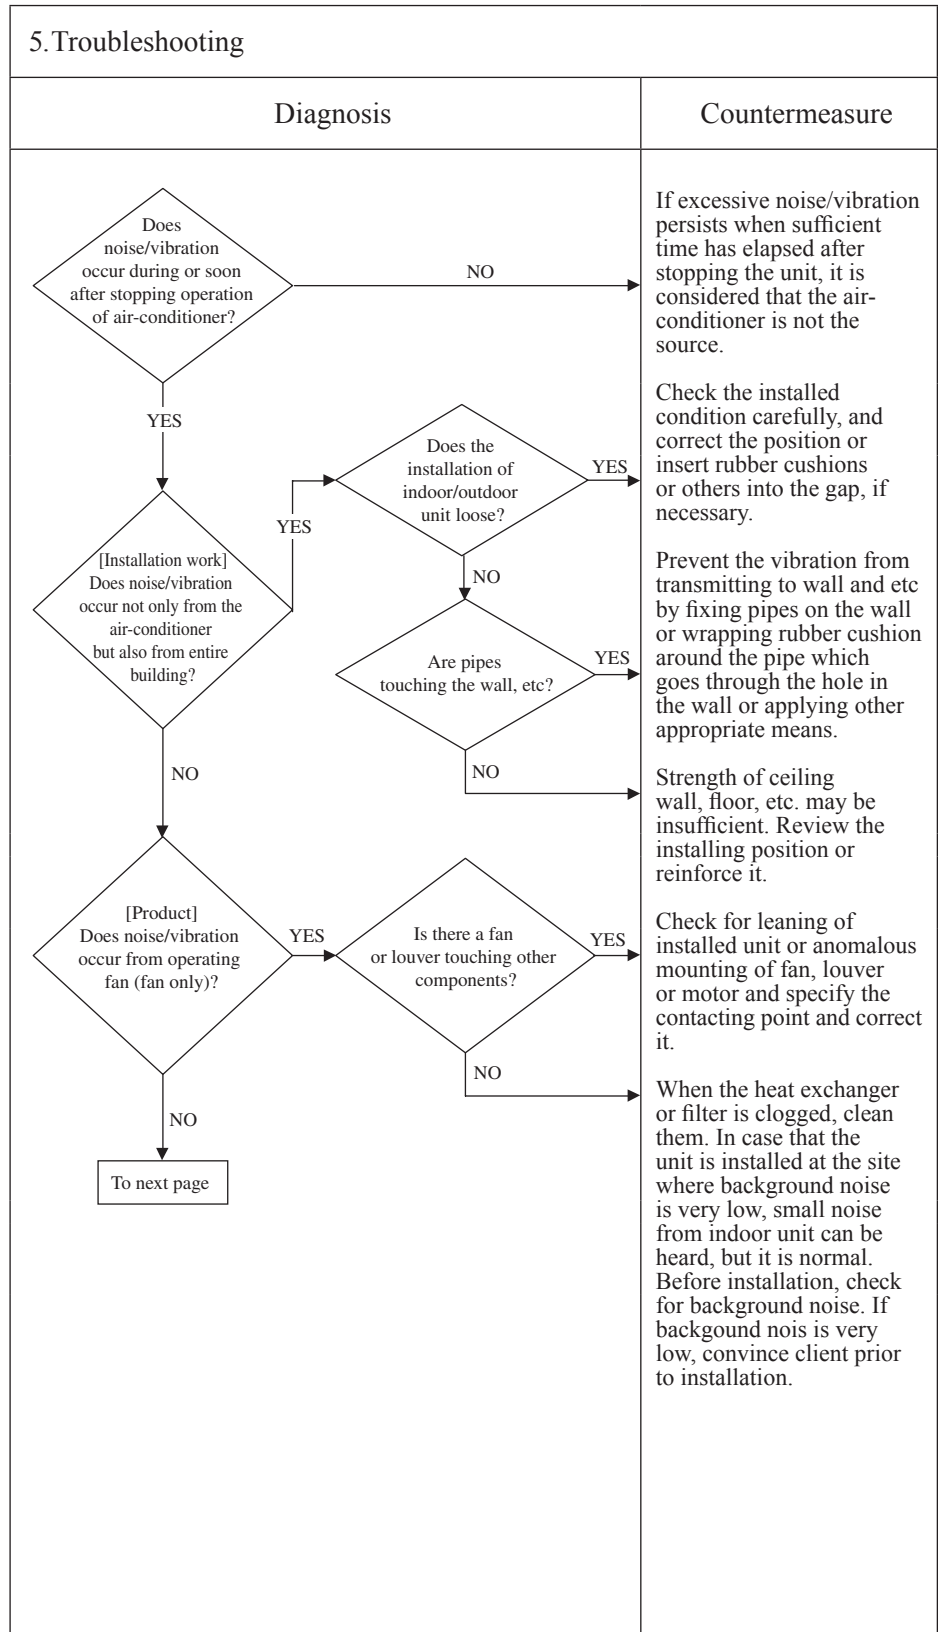 5.Troubleshooting
Diagnosis
Countermeasure
Does
noise/vibration
occur during or soon
after stopping operation
of air-conditioner?
NO
If excessive noise/vibration
persists when sufficient
time has elapsed after
stopping the unit, it is
considered that the air-
conditioner is not the
source.
YES
[Installation work]
Does noise/vibration
occur not only from the
air-conditioner
but also from entire
building?
YES
Does the
installation of
indoor/outdoor
unit loose?
YES
Check the installed
condition carefully, and
correct the position or
insert rubber cushions
or others into the gap, if
necessary.
NO
Are pipes
touching the wall, etc?
YES
Prevent the vibration from
transmitting to wall and etc
by fixing pipes on the wall
or wrapping rubber cushion
around the pipe which
goes through the hole in
the wall or applying other
appropriate means.
NO
Strength of ceiling
wall, floor, etc. may be
insufficient. Review the
installing position or
reinforce it.
NO
[Product]
Does noise/vibration
occur from operating
fan (fan only)?
YES
Is there a fan
or louver touching other
components?
YES
Check for leaning of
installed unit or anomalous
mounting of fan, louver
or motor and specify the
contacting point and correct
it.
NO
When the heat exchanger
or filter is clogged, clean
them. In case that the
unit is installed at the site
where background noise
is very low, small noise
from indoor unit can be
heard, but it is normal.
Before installation, check
for background noise. If
backgound nois is very
low, convince client prior
to installation.
NO
To next page